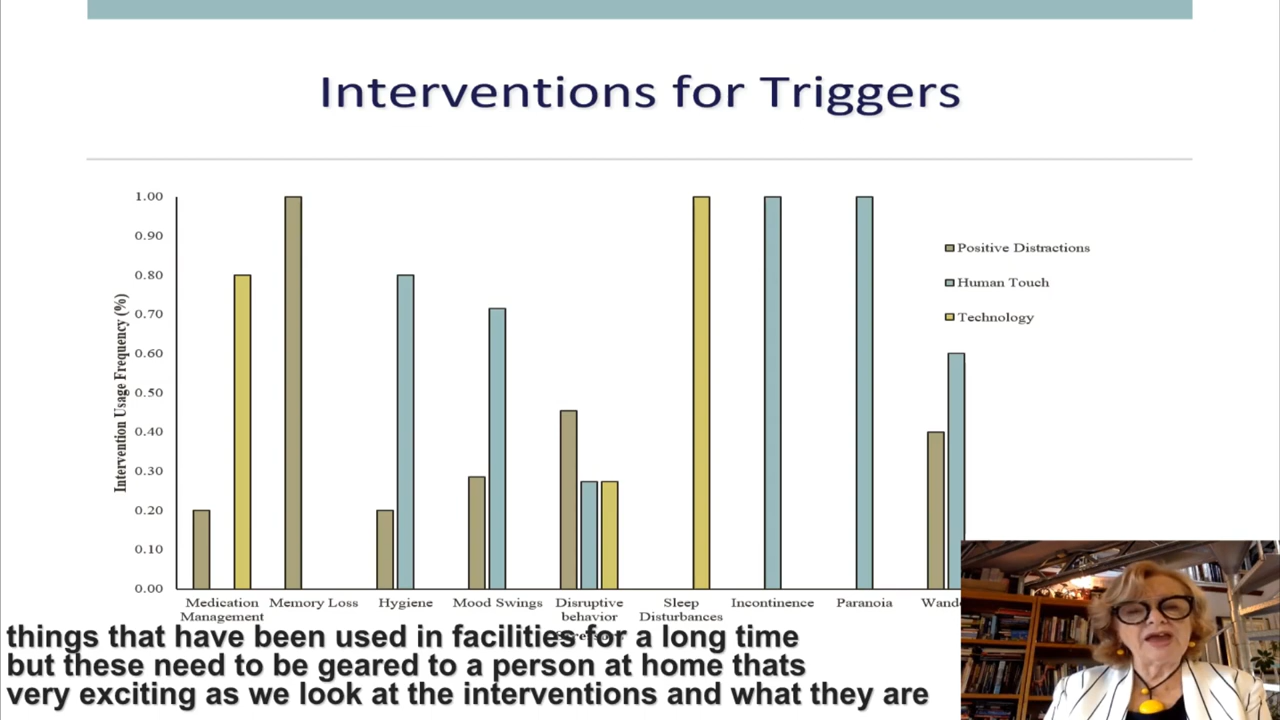 Interventions for Triggers
1.00
0.90
0.80
0.70
0.60
0.50
0.40
0.30
0.20
0.10
0.00
Intervention Usage Frequency (%)
Positive Distractions
Human Touch
Technology
Medication Management
Memory Loss
Hygiene
Mood Swings
Disruptive behavior
Sleep Disturbances
Incontinence
Paranoia
things that have been used in facilities for a long time
but these need to be geared to a person at home thats
very exciting as we look at the interventions and what they are